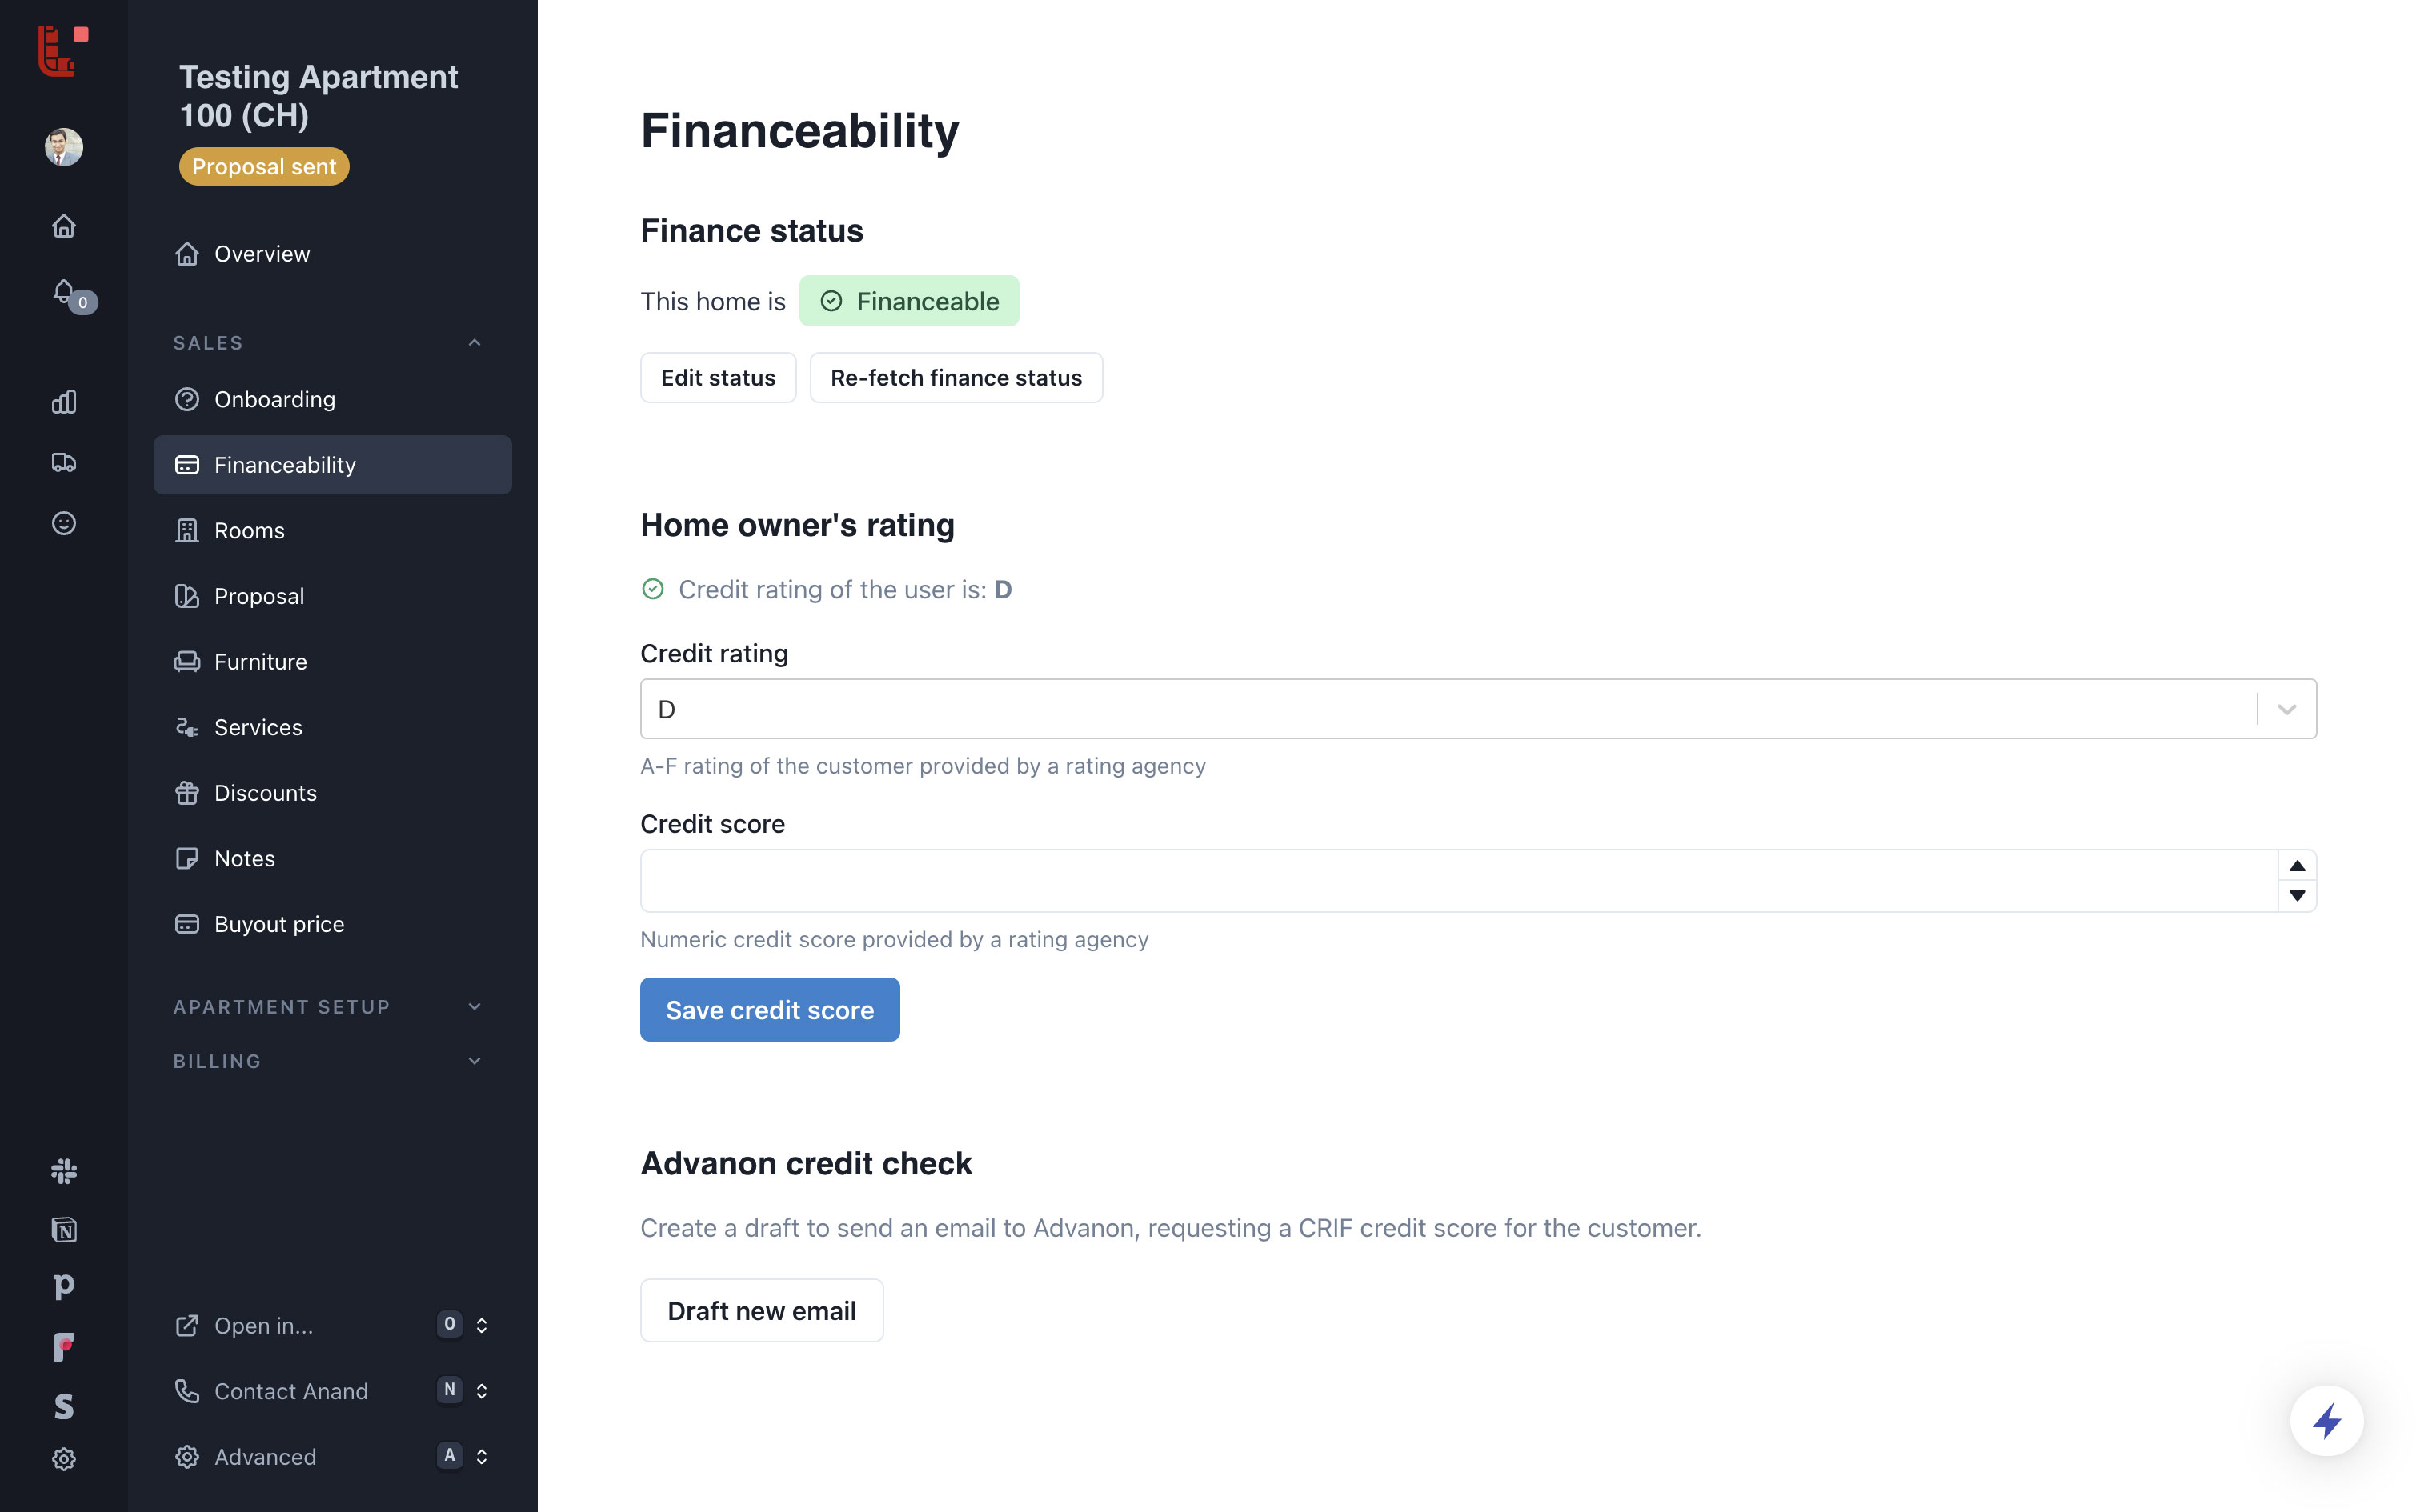 Testing Apartment
100 (CH)
Proposal sent
0
Overview
SALES
Onboarding
Financeability
Rooms
Proposal
Furniture
Services
Discounts
Notes
Buyout price
APARTMENT SETUP
BILLING
Open in... O
Contact Anand N
Advanced A
Financeability
Finance status
This home is Financeable
Edit status Re-fetch finance status
Home owner's rating
Credit rating of the user is: D
Credit rating
D
A-F rating of the customer provided by a rating agency
Credit score
Numeric credit score provided by a rating agency
Save credit score
Advanon credit check
Create a draft to send an email to Advanon, requesting a CRIF credit score for the customer.
Draft new email